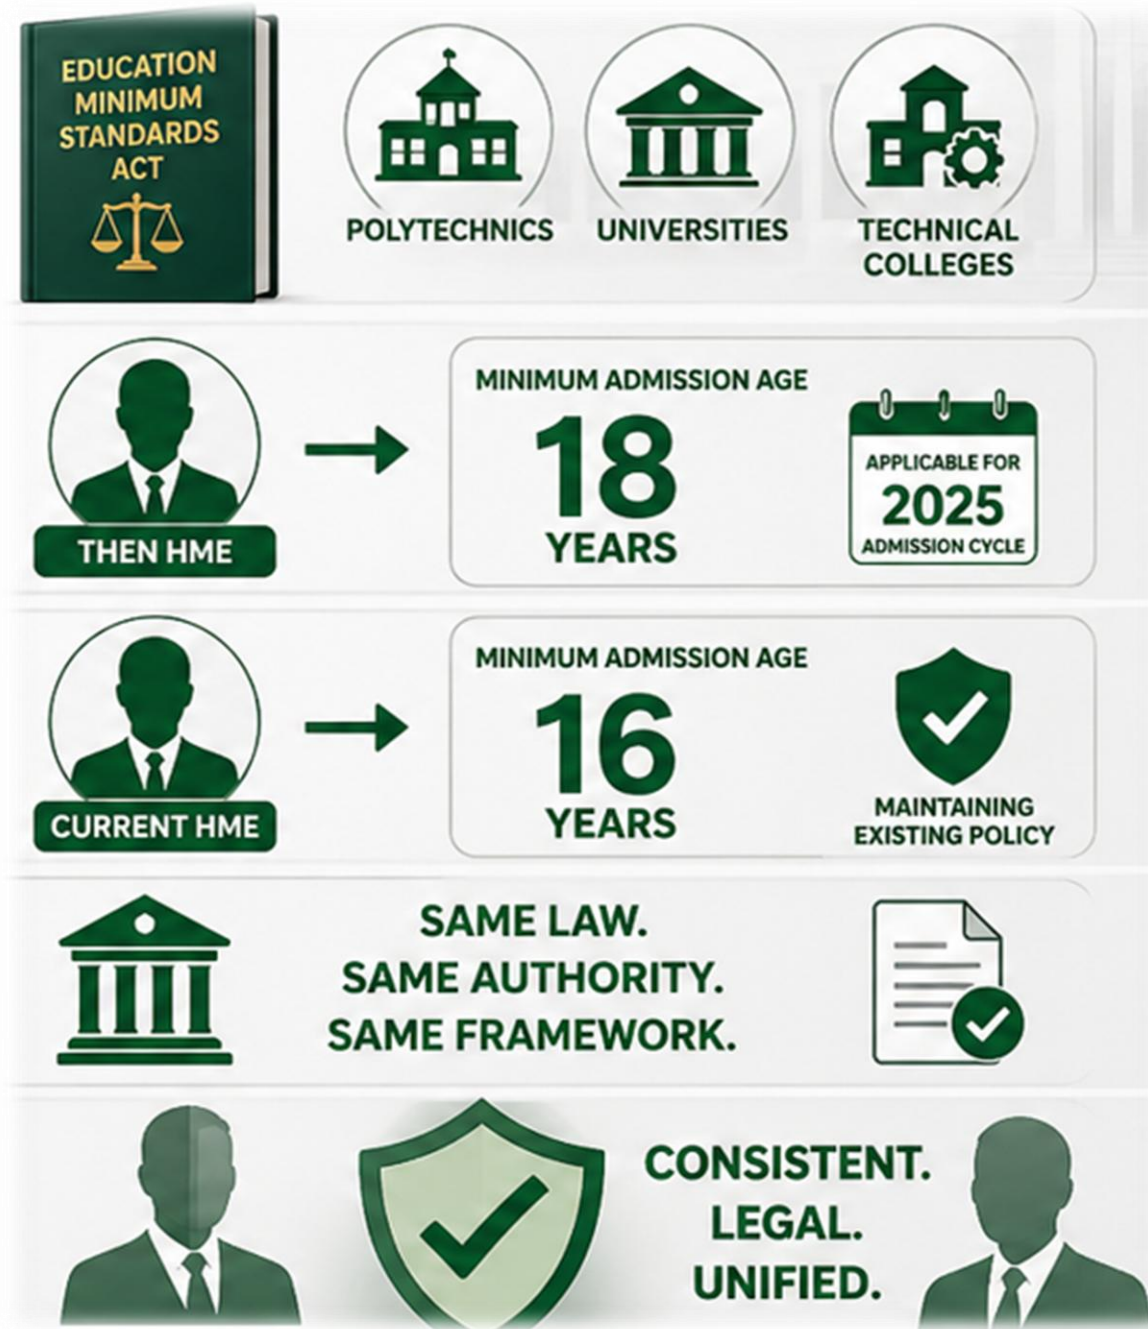 EDUCATION
MINIMUM
STANDARDS
ACT
POLYTECHNICS
UNIVERSITIES
TECHNICAL
COLLEGES
THEN HME
MINIMUM ADMISSION AGE
18
YEARS
APPLICABLE FOR
2025
ADMISSION CYCLE
CURRENT HME
MINIMUM ADMISSION AGE
16
YEARS
MAINTAINING
EXISTING POLICY
SAME LAW.
SAME AUTHORITY.
SAME FRAMEWORK.
CONSISTENT.
LEGAL.
UNIFIED.